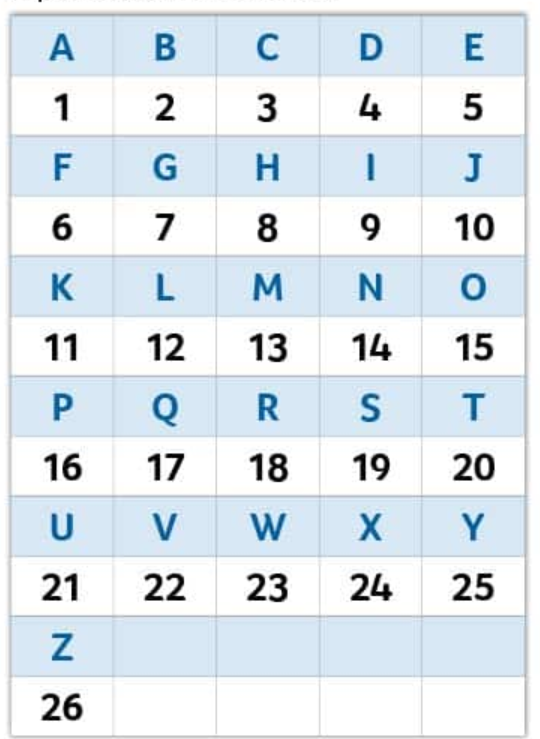 A B C D E
1 2 3 4 5
F G H I J
6 7 8 9 10
K L M N O
11 12 13 14 15
P Q R S T
16 17 18 19 20
U V W X Y
21 22 23 24 25
Z
26